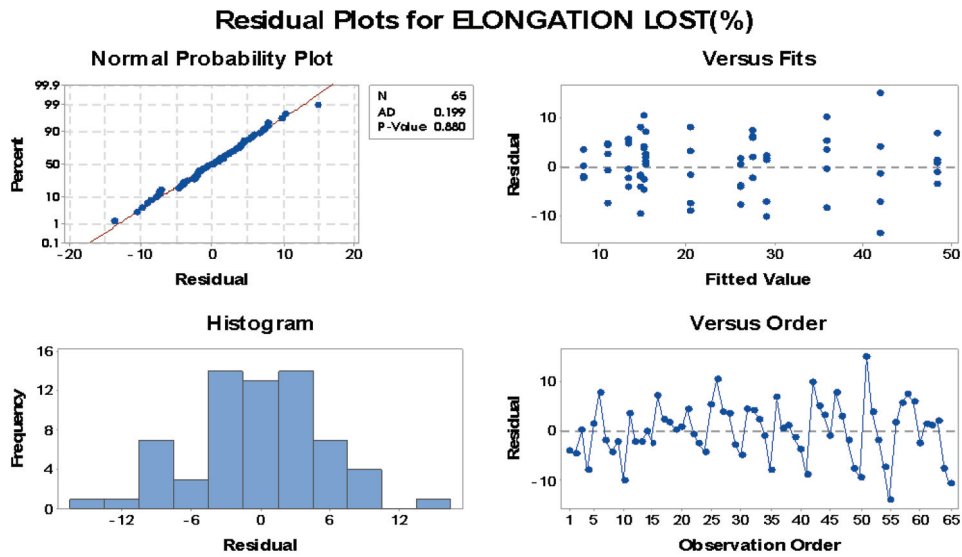 Residual Plots for ELONGATION LOST(%)
Normal Probability Plot
Versus Fits
99.9
99
90
50
10
1
0.1
Percent
-20 -10 0 10 20
Residual
N 65
AD 0.199
P-Value 0.880
10
0
-10
Residual
10 20 30 40 50
Fitted Value
Histogram
Versus Order
16
12
8
4
0
Frequency
-12 -6 0 6 12
Residual
10
0
-10
Residual
1 5 10 15 20 25 30 35 40 45 50 55 60 65
Observation Order